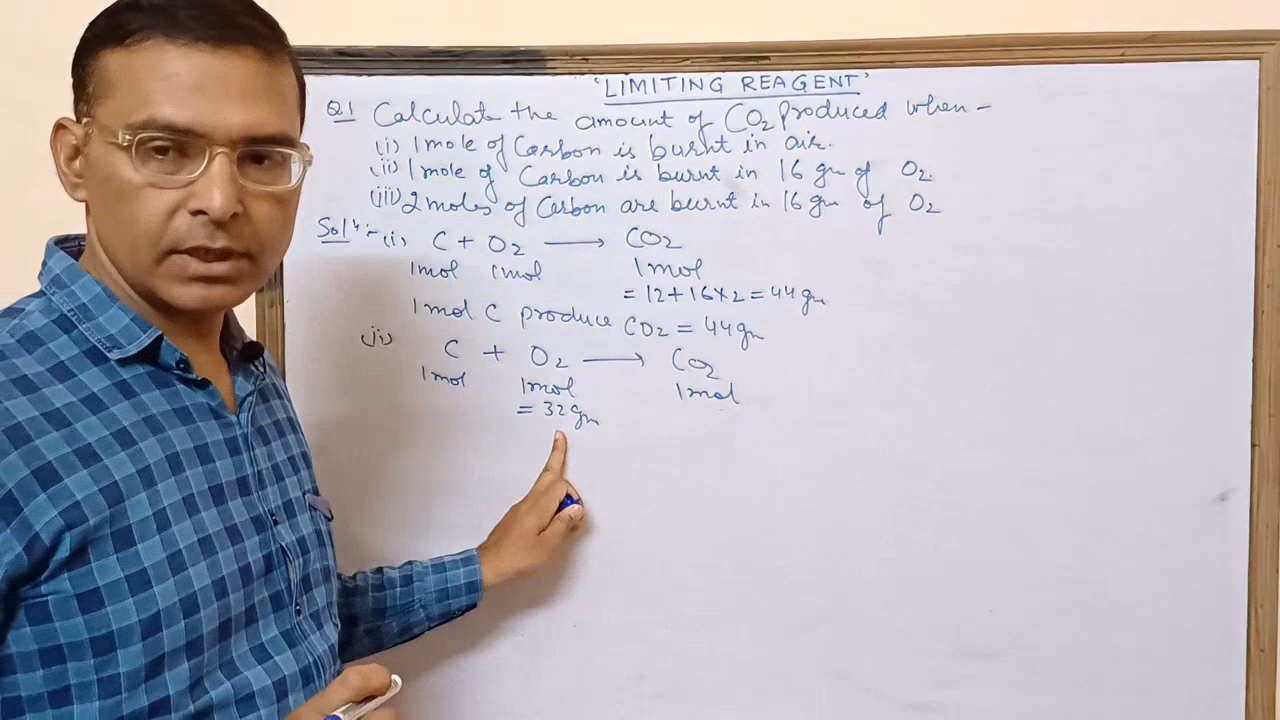 'LIMITING REAGENT'
Q.1 Calculate the amount of CO2 produced when -
(i) 1 mole of Carbon is burnt in air.
(ii) 1 mole of Carbon is burnt in 16 gm of O2.
(iii) 2 moles of Carbon are burnt in 16 gm of O2
Solⁿ:- (i) C + O2 ⟶ CO2
1mol 1mol 1mol
= 12+16×2 = 44 gm
1mol C produce CO2 = 44 gm
(ii) C + O2 ⟶ CO2
1mol 1mol 1mol
= 32 gm